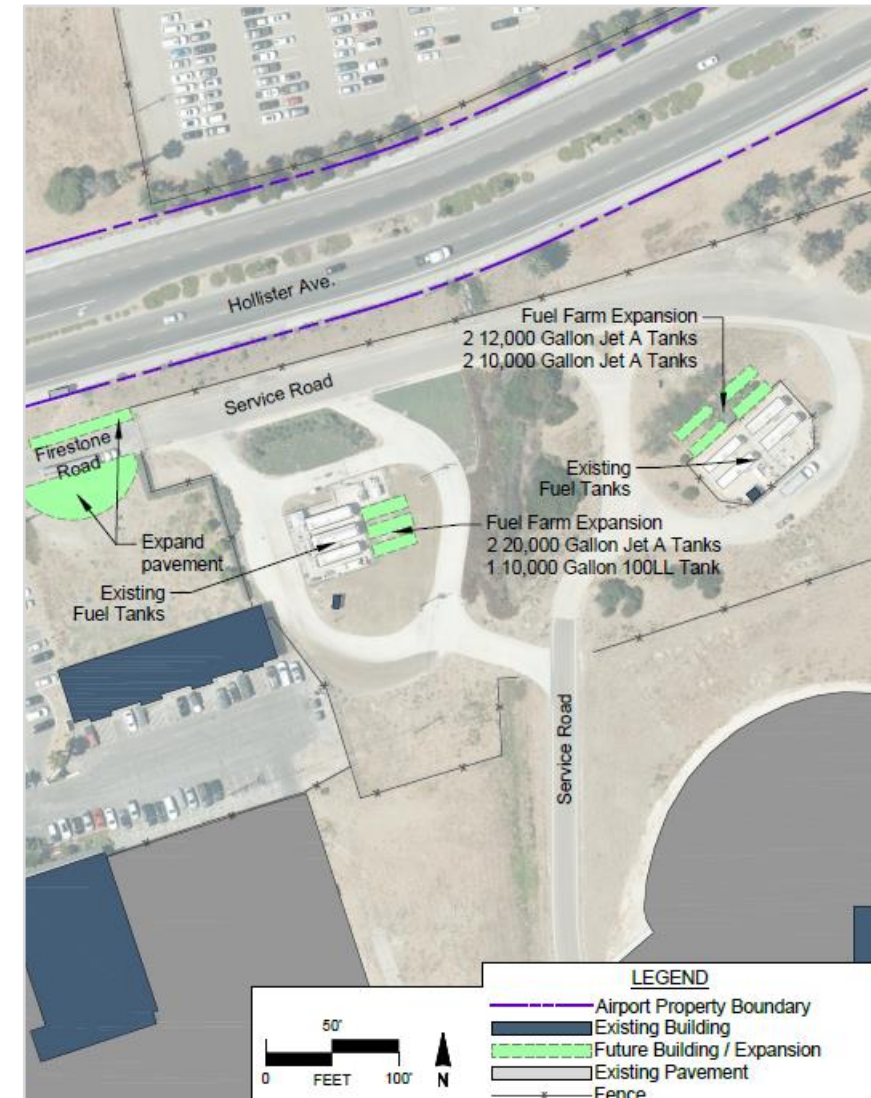 Hollister Ave.
Fuel Farm Expansion
2 12,000 Gallon Jet A Tanks
2 10,000 Gallon Jet A Tanks
Service Road
Firestone
Road
Existing
Fuel Tanks
Fuel Farm Expansion
2 20,000 Gallon Jet A Tanks
1 10,000 Gallon 100LL Tank
Expand
pavement
Existing
Fuel Tanks
Service Road
LEGEND
Airport Property Boundary
Existing Building
Future Building / Expansion
Existing Pavement
Fence
50'
0 FEET 100'
N